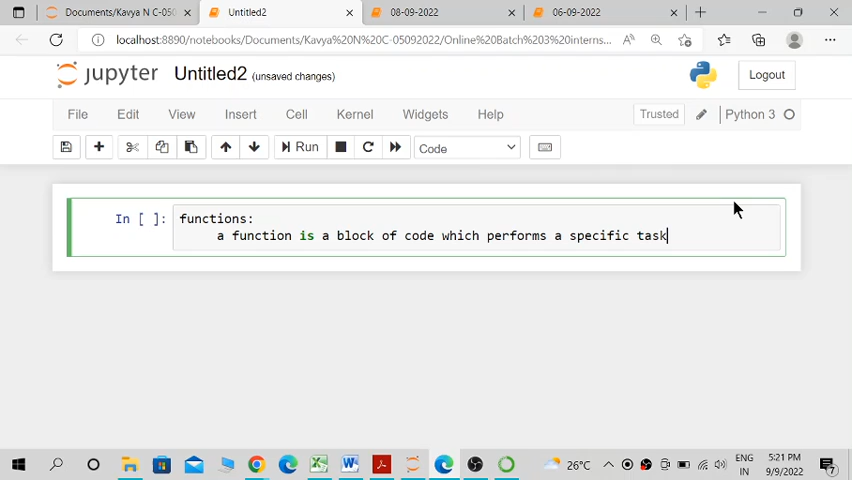 Documents/Kavya N C-050
Untitled2
08-09-2022
06-09-2022
localhost:8890/notebooks/Documents/Kavya%20N%20C-05092022/Online%20Batch%203%20interns...
jupyter Untitled2 (unsaved changes)
Logout
File Edit View Insert Cell Kernel Widgets Help
Trusted Python 3
Run Code
In [ ]: functions:
a function is a block of code which performs a specific task
26°C
ENG
IN
5:21 PM
9/9/2022
7